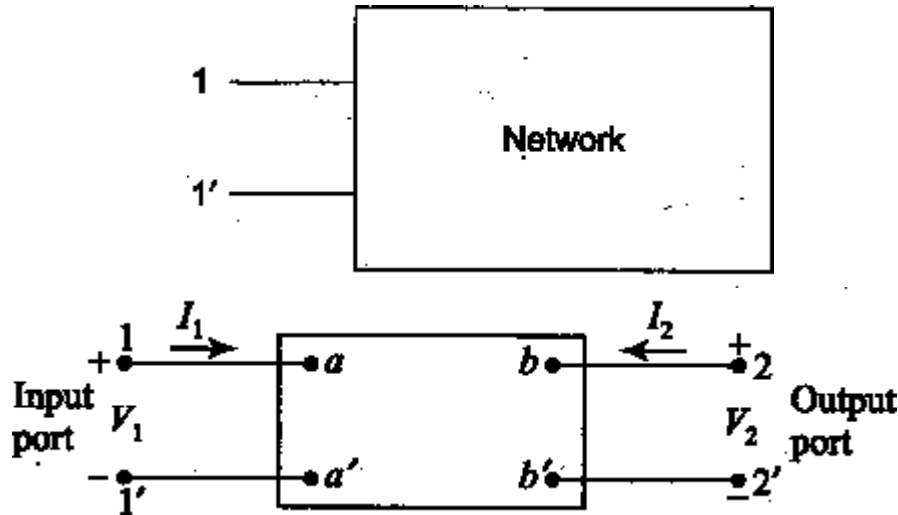 1
Network
1′
1 I₁ I₂
+ a b + 2
Input port V₁ V₂ Output port
− 1′ a′ b′ − 2′